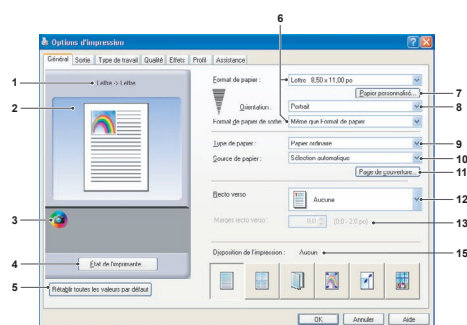 6
Options d'impression
Général Sortie Type de travail Qualité Effets Profil Assistance
1
Lettre -> Lettre
Format de papier :
Lettre 8,50 x 11,00 po
2
Papier personnalisé...
7
Orientation :
Portrait
8
Format de papier de sortie :
Même que Format de papier
Type de papier :
Papier ordinaire
9
Source de papier :
Sélection automatique
10
Page de couverture...
11
Recto verso
Aucune
12
3
Marges recto verso :
(0.0 - 2.0 po)
13
Disposition de l'impression :
Aucun
15
4
État de l'imprimante...
5
Rétablir toutes les valeurs par défaut
OK
Annuler
Aide